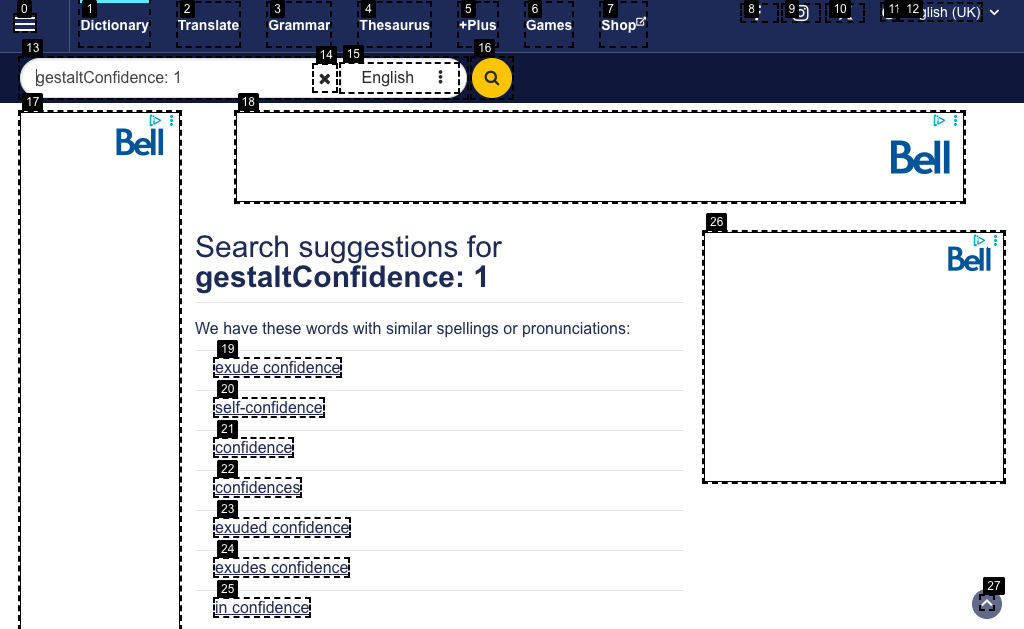 0 1 2 3 4 5 6 7 8 9 10 11 12
Dictionary Translate Grammar Thesaurus +Plus Games Shop glish (UK)
13 14 15 16
gestaltConfidence: 1 English
17 18
Bell
Bell
26
Bell
Search suggestions for
gestaltConfidence: 1
We have these words with similar spellings or pronunciations:
19
exude confidence
20
self-confidence
21
confidence
22
confidences
23
exuded confidence
24
exudes confidence
25
in confidence
27